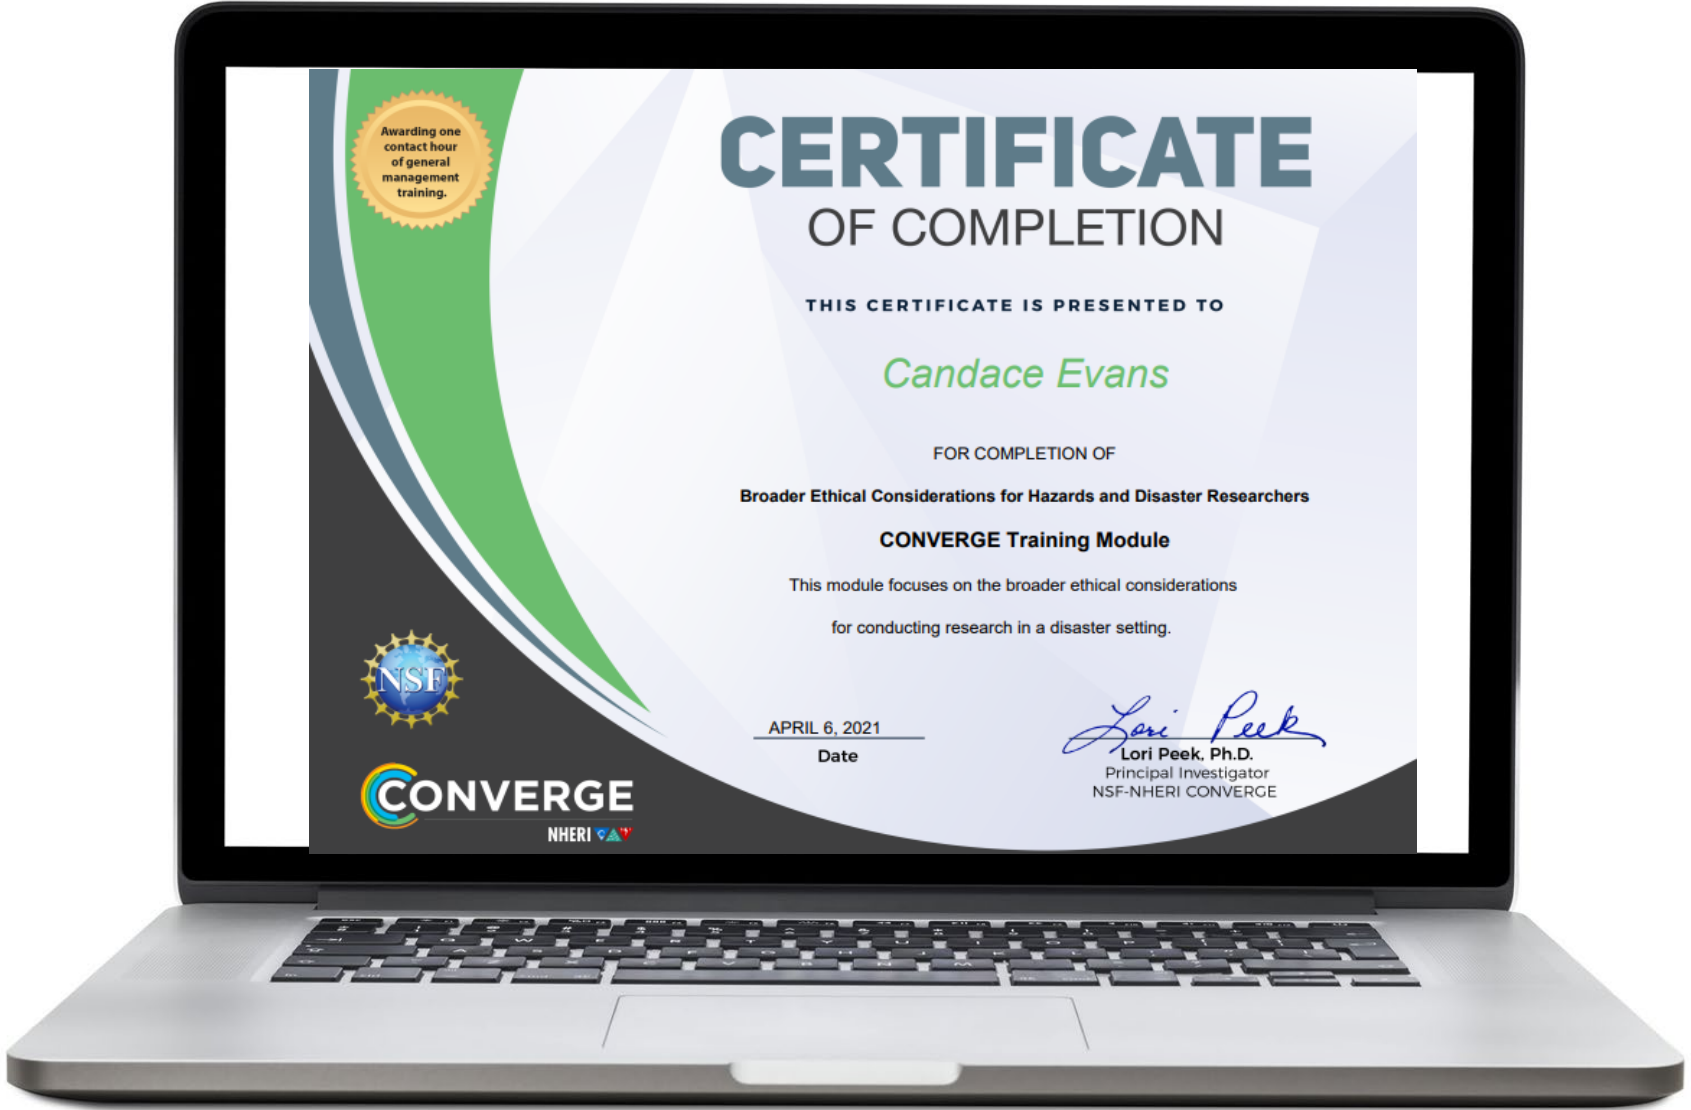 Awarding one
contact hour
of general
management
training.
CERTIFICATE
OF COMPLETION
THIS CERTIFICATE IS PRESENTED TO
Candace Evans
FOR COMPLETION OF
Broader Ethical Considerations for Hazards and Disaster Researchers
CONVERGE Training Module
This module focuses on the broader ethical considerations
for conducting research in a disaster setting.
NSF
APRIL 6, 2021
Date
Lori Peek
Lori Peek, Ph.D.
Principal Investigator
NSF-NHERI CONVERGE
CONVERGE
NHERI